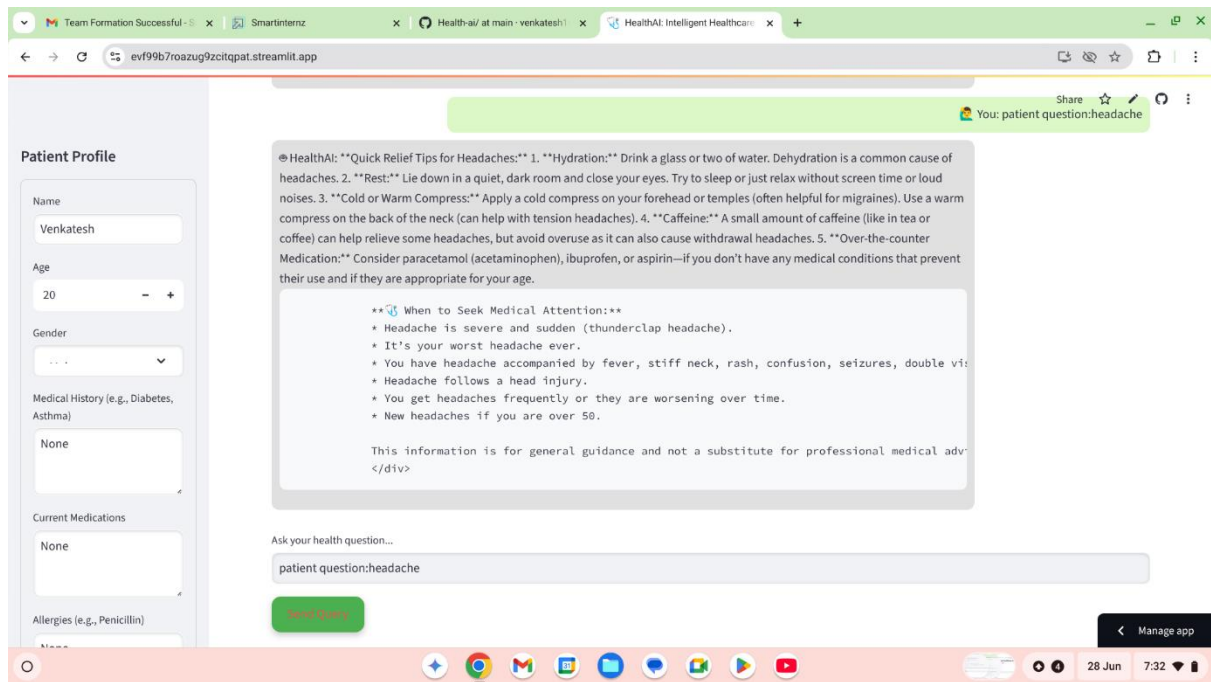 Team Formation Successful - S
Smartinternz
Health-ai/ at main · venkatesh1
HealthAI: Intelligent Healthcare
evf99b7roazug9zcitqpat.streamlit.app
Share
🙋‍♂️ You: patient question:headache
Patient Profile
Name
Venkatesh
Age
20
- +
Gender
Medical History (e.g., Diabetes,
Asthma)
None
Current Medications
None
Allergies (e.g., Penicillin)
HealthAI: **Quick Relief Tips for Headaches:** 1. **Hydration:** Drink a glass or two of water. Dehydration is a common cause of
headaches. 2. **Rest:** Lie down in a quiet, dark room and close your eyes. Try to sleep or just relax without screen time or loud
noises. 3. **Cold or Warm Compress:** Apply a cold compress on your forehead or temples (often helpful for migraines). Use a warm
compress on the back of the neck (can help with tension headaches). 4. **Caffeine:** A small amount of caffeine (like in tea or
coffee) can help relieve some headaches, but avoid overuse as it can also cause withdrawal headaches. 5. **Over-the-counter
Medication:** Consider paracetamol (acetaminophen), ibuprofen, or aspirin—if you don't have any medical conditions that prevent
their use and if they are appropriate for your age.
**🩺 When to Seek Medical Attention:**
* Headache is severe and sudden (thunderclap headache).
* It's your worst headache ever.
* You have headache accompanied by fever, stiff neck, rash, confusion, seizures, double
* Headache follows a head injury.
* You get headaches frequently or they are worsening over time.
* New headaches if you are over 50.
This information is for general guidance and not a substitute for professional medical
</div>
Ask your health question...
patient question:headache
Send Query
Manage app
28 Jun
7:32